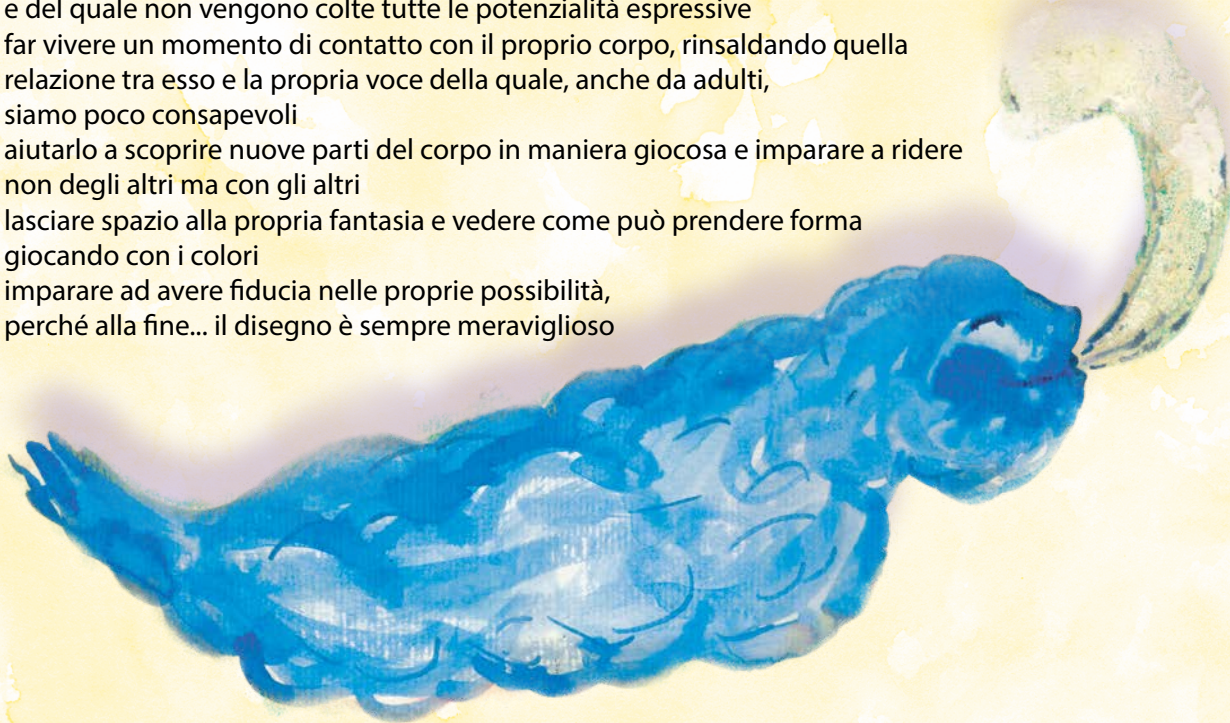 e del quale non vengono colte tutte le potenzialità espressive
far vivere un momento di contatto con il proprio corpo, rinsaldando quella
relazione tra esso e la propria voce della quale, anche da adulti,
siamo poco consapevoli
aiutarlo a scoprire nuove parti del corpo in maniera giocosa e imparare a ridere
non degli altri ma con gli altri
lasciare spazio alla propria fantasia e vedere come può prendere forma
giocando con i colori
imparare ad avere fiducia nelle proprie possibilità,
perché alla fine... il disegno è sempre meraviglioso